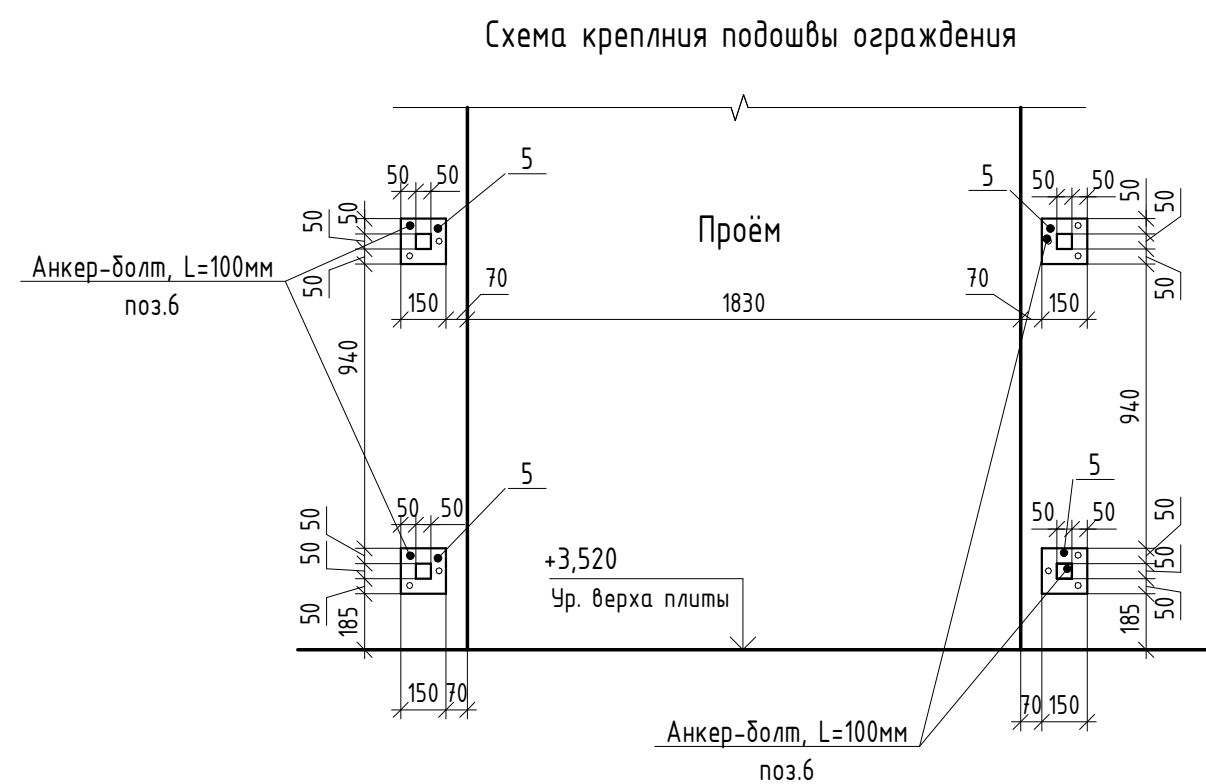 Схема креплния подошвы ограждения
50 50 5
5 50 50 50
50 50
50
50
Проём
Анкер-болт, L=100мм
поз.6
50
50
50
150 70 1830 70 150
940
940
5
5
50 50
50 50 50
50
50
50
50
50
50
+3,520
Ур. верха плиты
185
185
150 70
70 150
Анкер-болт, L=100мм
поз.6